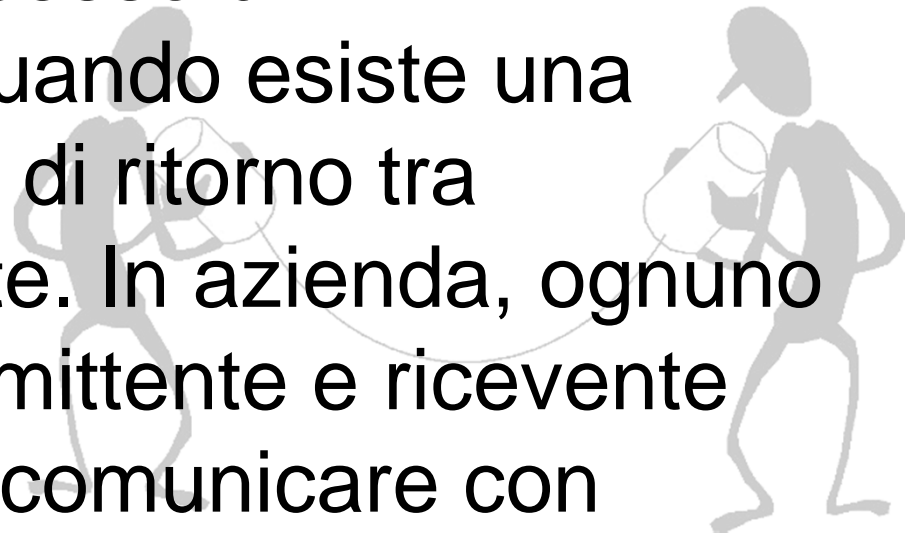 uando esiste una
di ritorno tra
te. In azienda, ognuno
mittente e ricevente
comunicare con